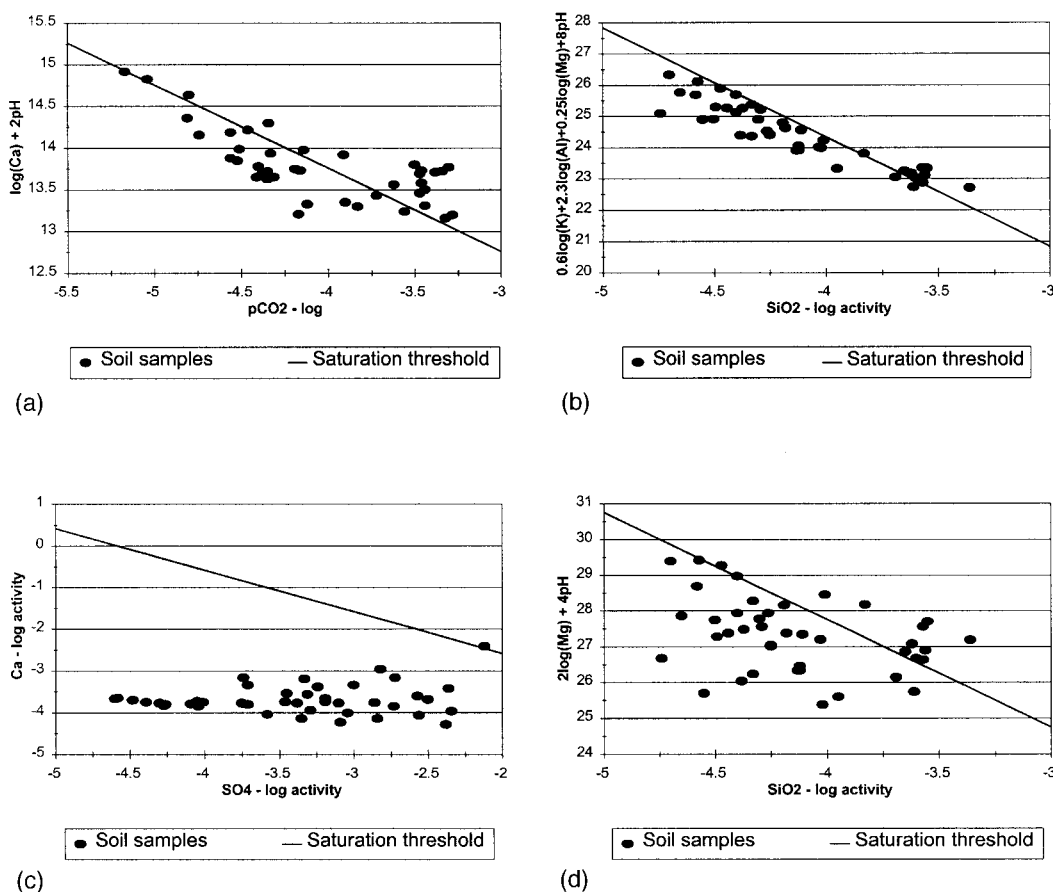 15.5
15
14.5
14
13.5
13
12.5
log(Ca) + 2pH
-5.5
-5
-4.5
-4
-3.5
-3
pCO2 - log
Soil samples
Saturation threshold
(a)
28
27
26
25
24
23
22
21
20
0.6log(K)+2.3log(Al)+0.25log(Mg)+8pH
-5
-4.5
-4
-3.5
-3
SiO2 - log activity
Soil samples
Saturation threshold
(b)
1
0
-1
-2
-3
-4
-5
Ca - log activity
-5
-4.5
-4
-3.5
-3
-2.5
-2
SO4 - log activity
Soil samples
Saturation threshold
(c)
31
30
29
28
27
26
25
24
2log(Mg) + 4pH
-5
-4.5
-4
-3.5
-3
SiO2 - log activity
Soil samples
Saturation threshold
(d)